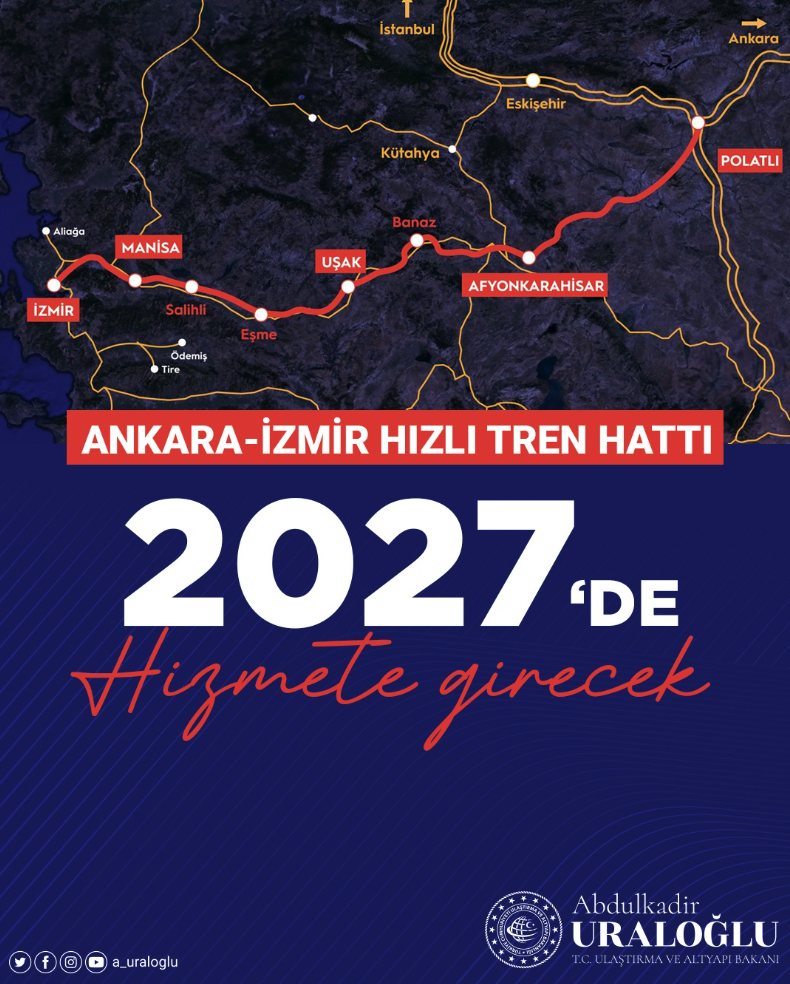 İstanbul
Ankara
Eskişehir
Kütahya
POLATLI
Banaz
Aliağa
MANİSA
UŞAK
AFYONKARAHİSAR
İZMİR
Salihli
Eşme
Ödemiş
Tire
ANKARA-İZMİR HIZLI TREN HATTI
2027‘DE
Hizmete girecek
Abdulkadir
URALOĞLU
T.C. ULAŞTIRMA VE ALTYAPI BAKANI
a_uraloglu